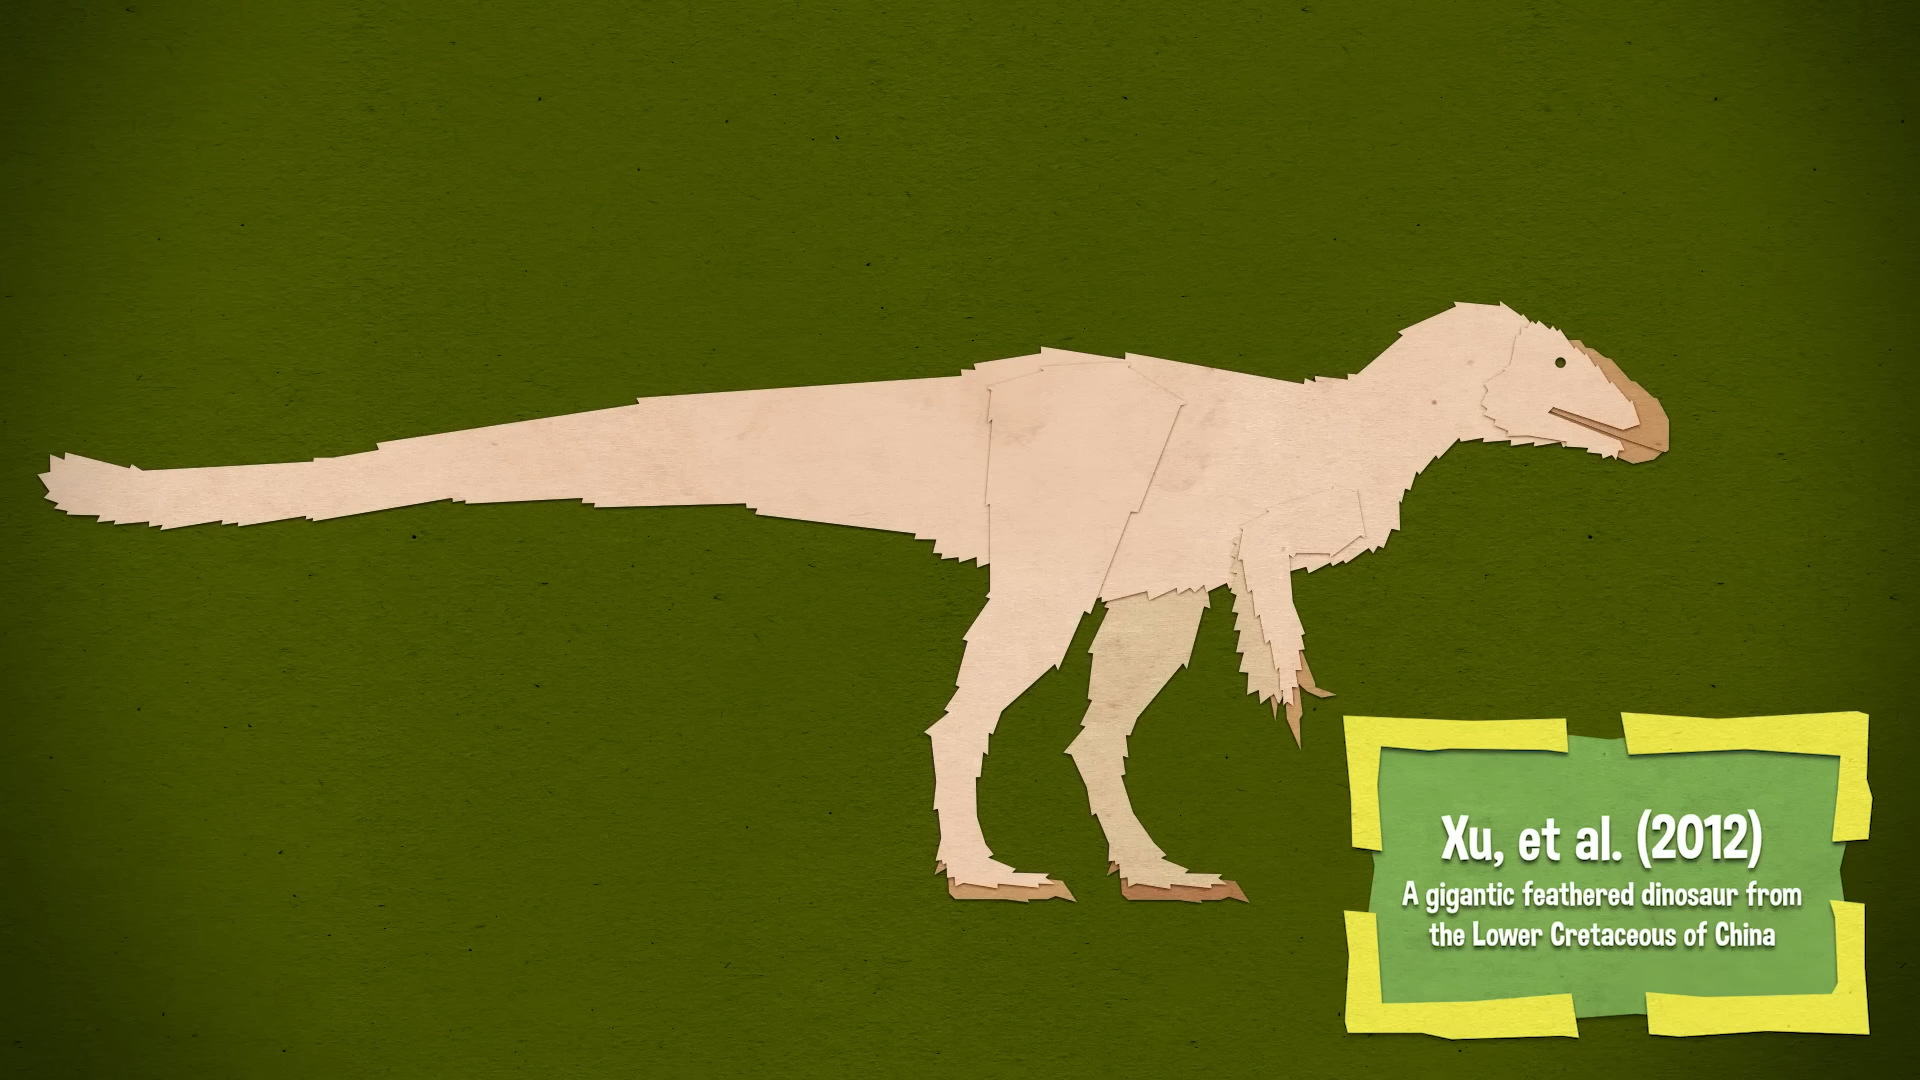 Xu, et al. (2012)
A gigantic feathered dinosaur from
the Lower Cretaceous of China